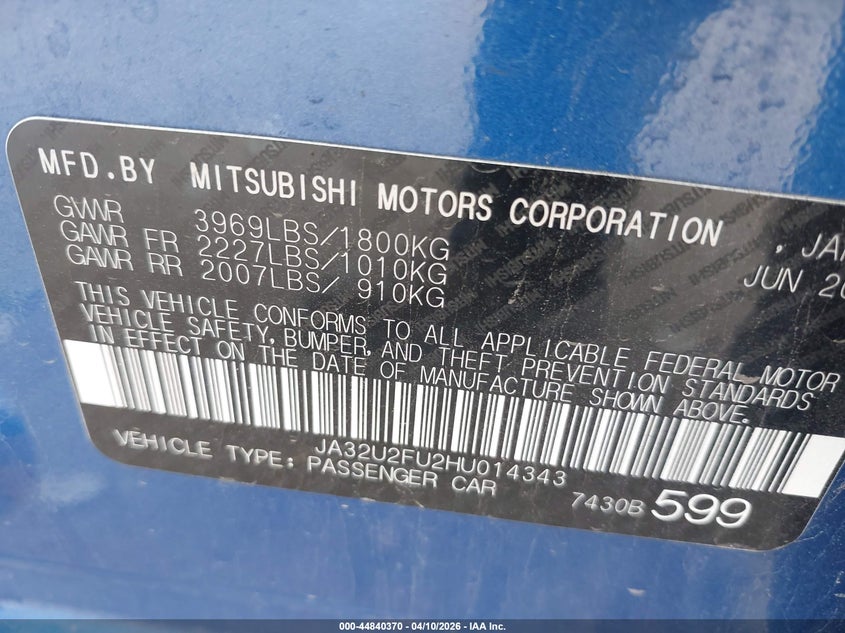 MFD.BY MITSUBISHI MOTORS CORPORATION , JA
GVWR 3969LBS/1800KG JUN 20
GAWR FR 2227LBS/1010KG
GAWR RR 2007LBS/ 910KG
THIS VEHICLE CONFORMS TO ALL APPLICABLE FEDERAL MOTOR
VEHICLE SAFETY, BUMPER, AND THEFT PREVENTION STANDARDS
IN EFFECT ON THE DATE OF MANUFACTURE SHOWN ABOVE.
JA32U2FU2HU014343
VEHICLE TYPE: PASSENGER CAR
7430B 599
000-44840370 - 04/10/2026 - IAA Inc.